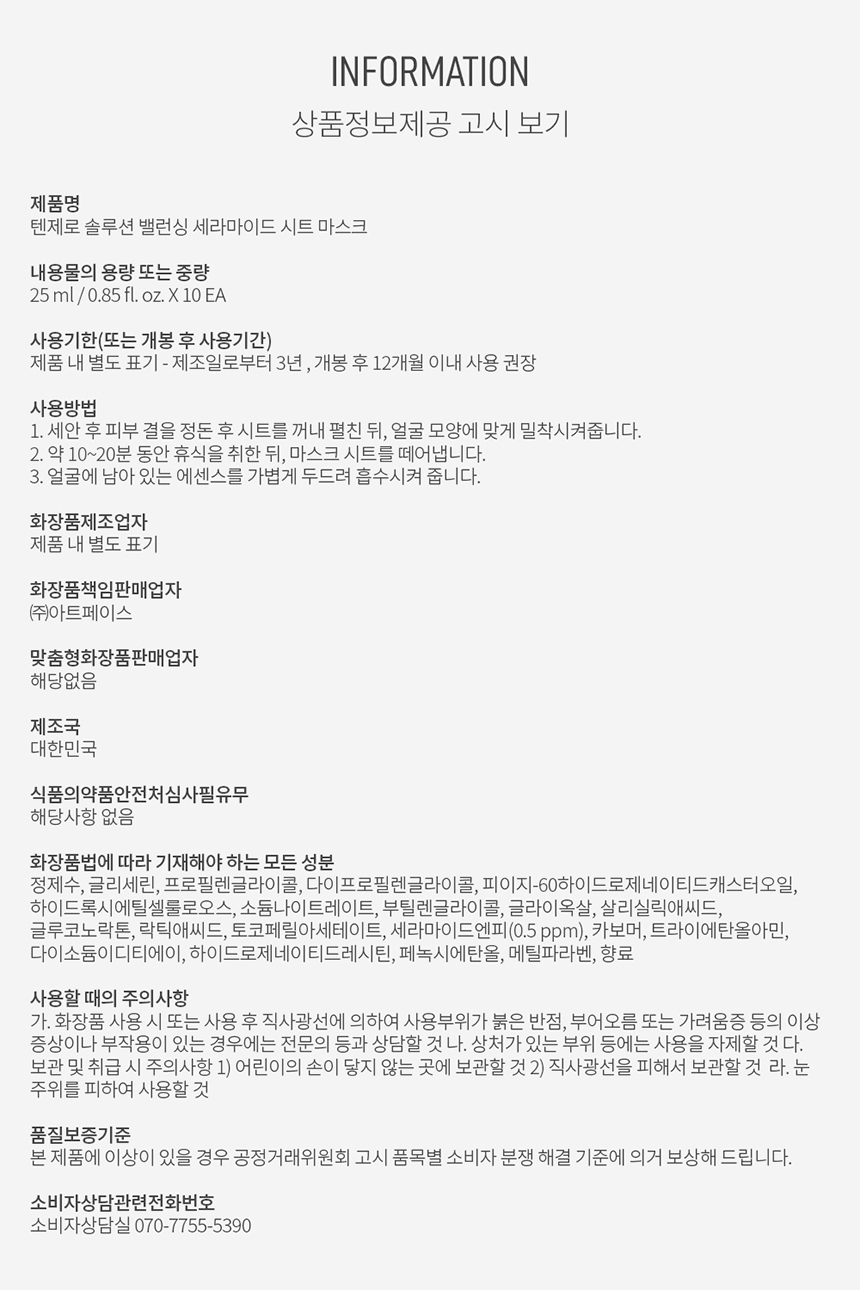 INFORMATION
상품정보제공 고시 보기
제품명
텐제로 솔루션 밸런싱 세라마이드 시트 마스크
내용물의 용량 또는 중량
25 ml / 0.85 fl. oz. X 10 EA
사용기한(또는 개봉 후 사용기간)
제품 내 별도 표기 - 제조일로부터 3년 , 개봉 후 12개월 이내 사용 권장
사용방법
1. 세안 후 피부 결을 정돈 후 시트를 꺼내 펼친 뒤, 얼굴 모양에 맞게 밀착시켜줍니다.
2. 약 10~20분 동안 휴식을 취한 뒤, 마스크 시트를 떼어냅니다.
3. 얼굴에 남아 있는 에센스를 가볍게 두드려 흡수시켜 줍니다.
화장품제조업자
제품 내 별도 표기
화장품책임판매업자
㈜아트페이스
맞춤형화장품판매업자
해당없음
제조국
대한민국
식품의약품안전처심사필유무
해당사항 없음
화장품법에 따라 기재해야 하는 모든 성분
정제수, 글리세린, 프로필렌글라이콜, 다이프로필렌글라이콜, 피이지-60하이드로제네이티드캐스터오일,
하이드록시에틸셀룰로오스, 소듐나이트레이트, 부틸렌글라이콜, 글라이옥살, 살리실릭애씨드,
글루코노락톤, 락틱애씨드, 토코페릴아세테이트, 세라마이드엔피(0.5 ppm), 카보머, 트라이에탄올아민,
다이소듐이디티에이, 하이드로제네이티드레시틴, 페녹시에탄올, 메틸파라벤, 향료
사용할 때의 주의사항
가. 화장품 사용 시 또는 사용 후 직사광선에 의하여 사용부위가 붉은 반점, 부어오름 또는 가려움증 등의 이상
증상이나 부작용이 있는 경우에는 전문의 등과 상담할 것 나. 상처가 있는 부위 등에는 사용을 자제할 것 다.
보관 및 취급 시 주의사항 1) 어린이의 손이 닿지 않는 곳에 보관할 것 2) 직사광선을 피해서 보관할 것 라. 눈
주위를 피하여 사용할 것
품질보증기준
본 제품에 이상이 있을 경우 공정거래위원회 고시 품목별 소비자 분쟁 해결 기준에 의거 보상해 드립니다.
소비자상담관련전화번호
소비자상담실 070-7755-5390